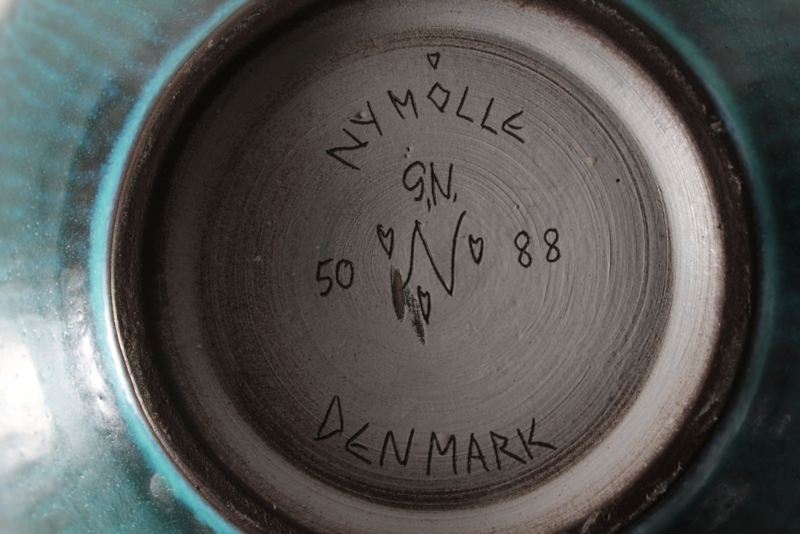 NYMØLLE
G.N.
50 N 88
DENMARK